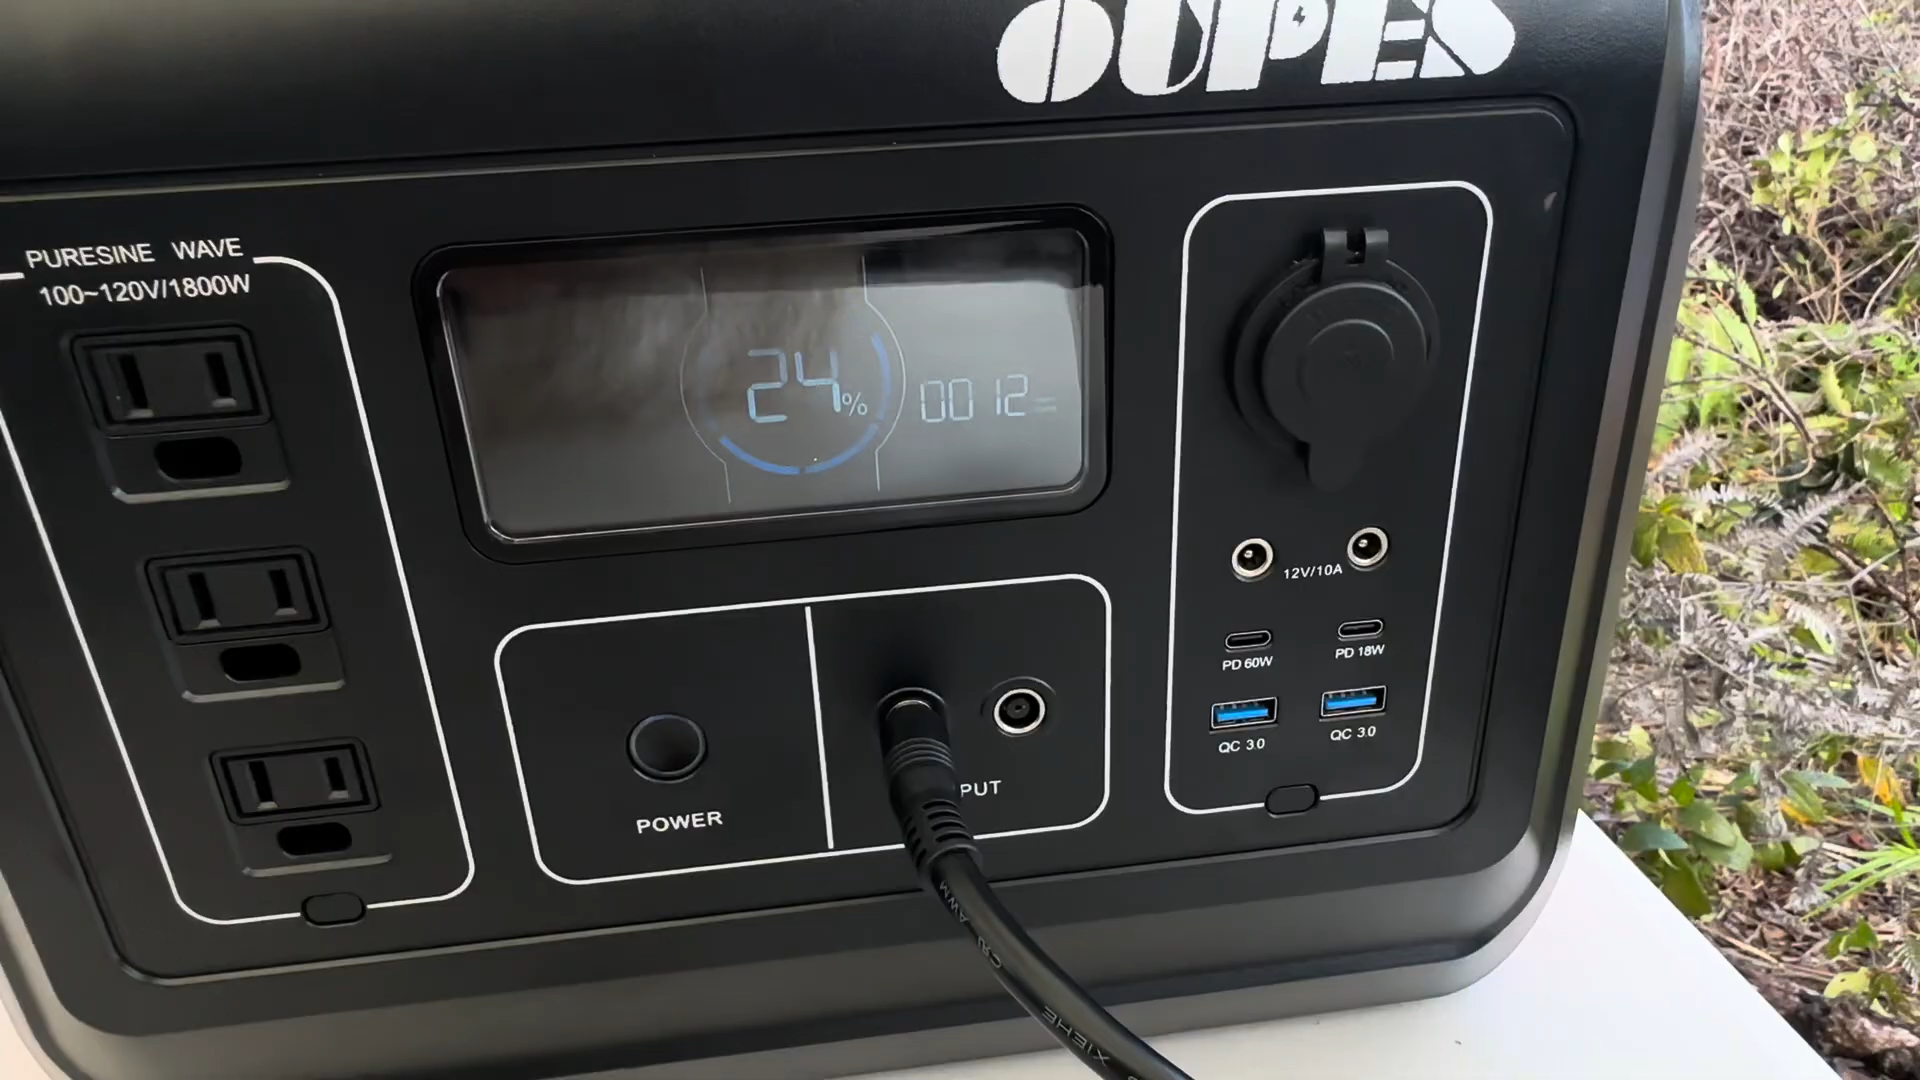 OUPES
PURESINE WAVE
100~120V/1800W
24%
0012
12V/10A
PD 60W
PD 18W
QC 3.0
QC 3.0
POWER
PUT
AWM
XIEHE